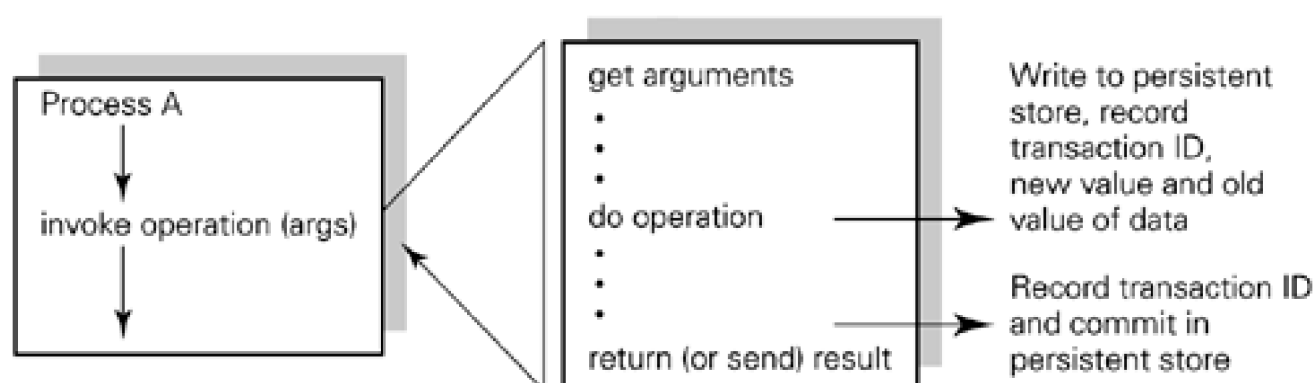 Process A
invoke operation (args)
get arguments
do operation
return (or send) result
Write to persistent
store, record
transaction ID,
new value and old
value of data
Record transaction ID
and commit in
persistent store